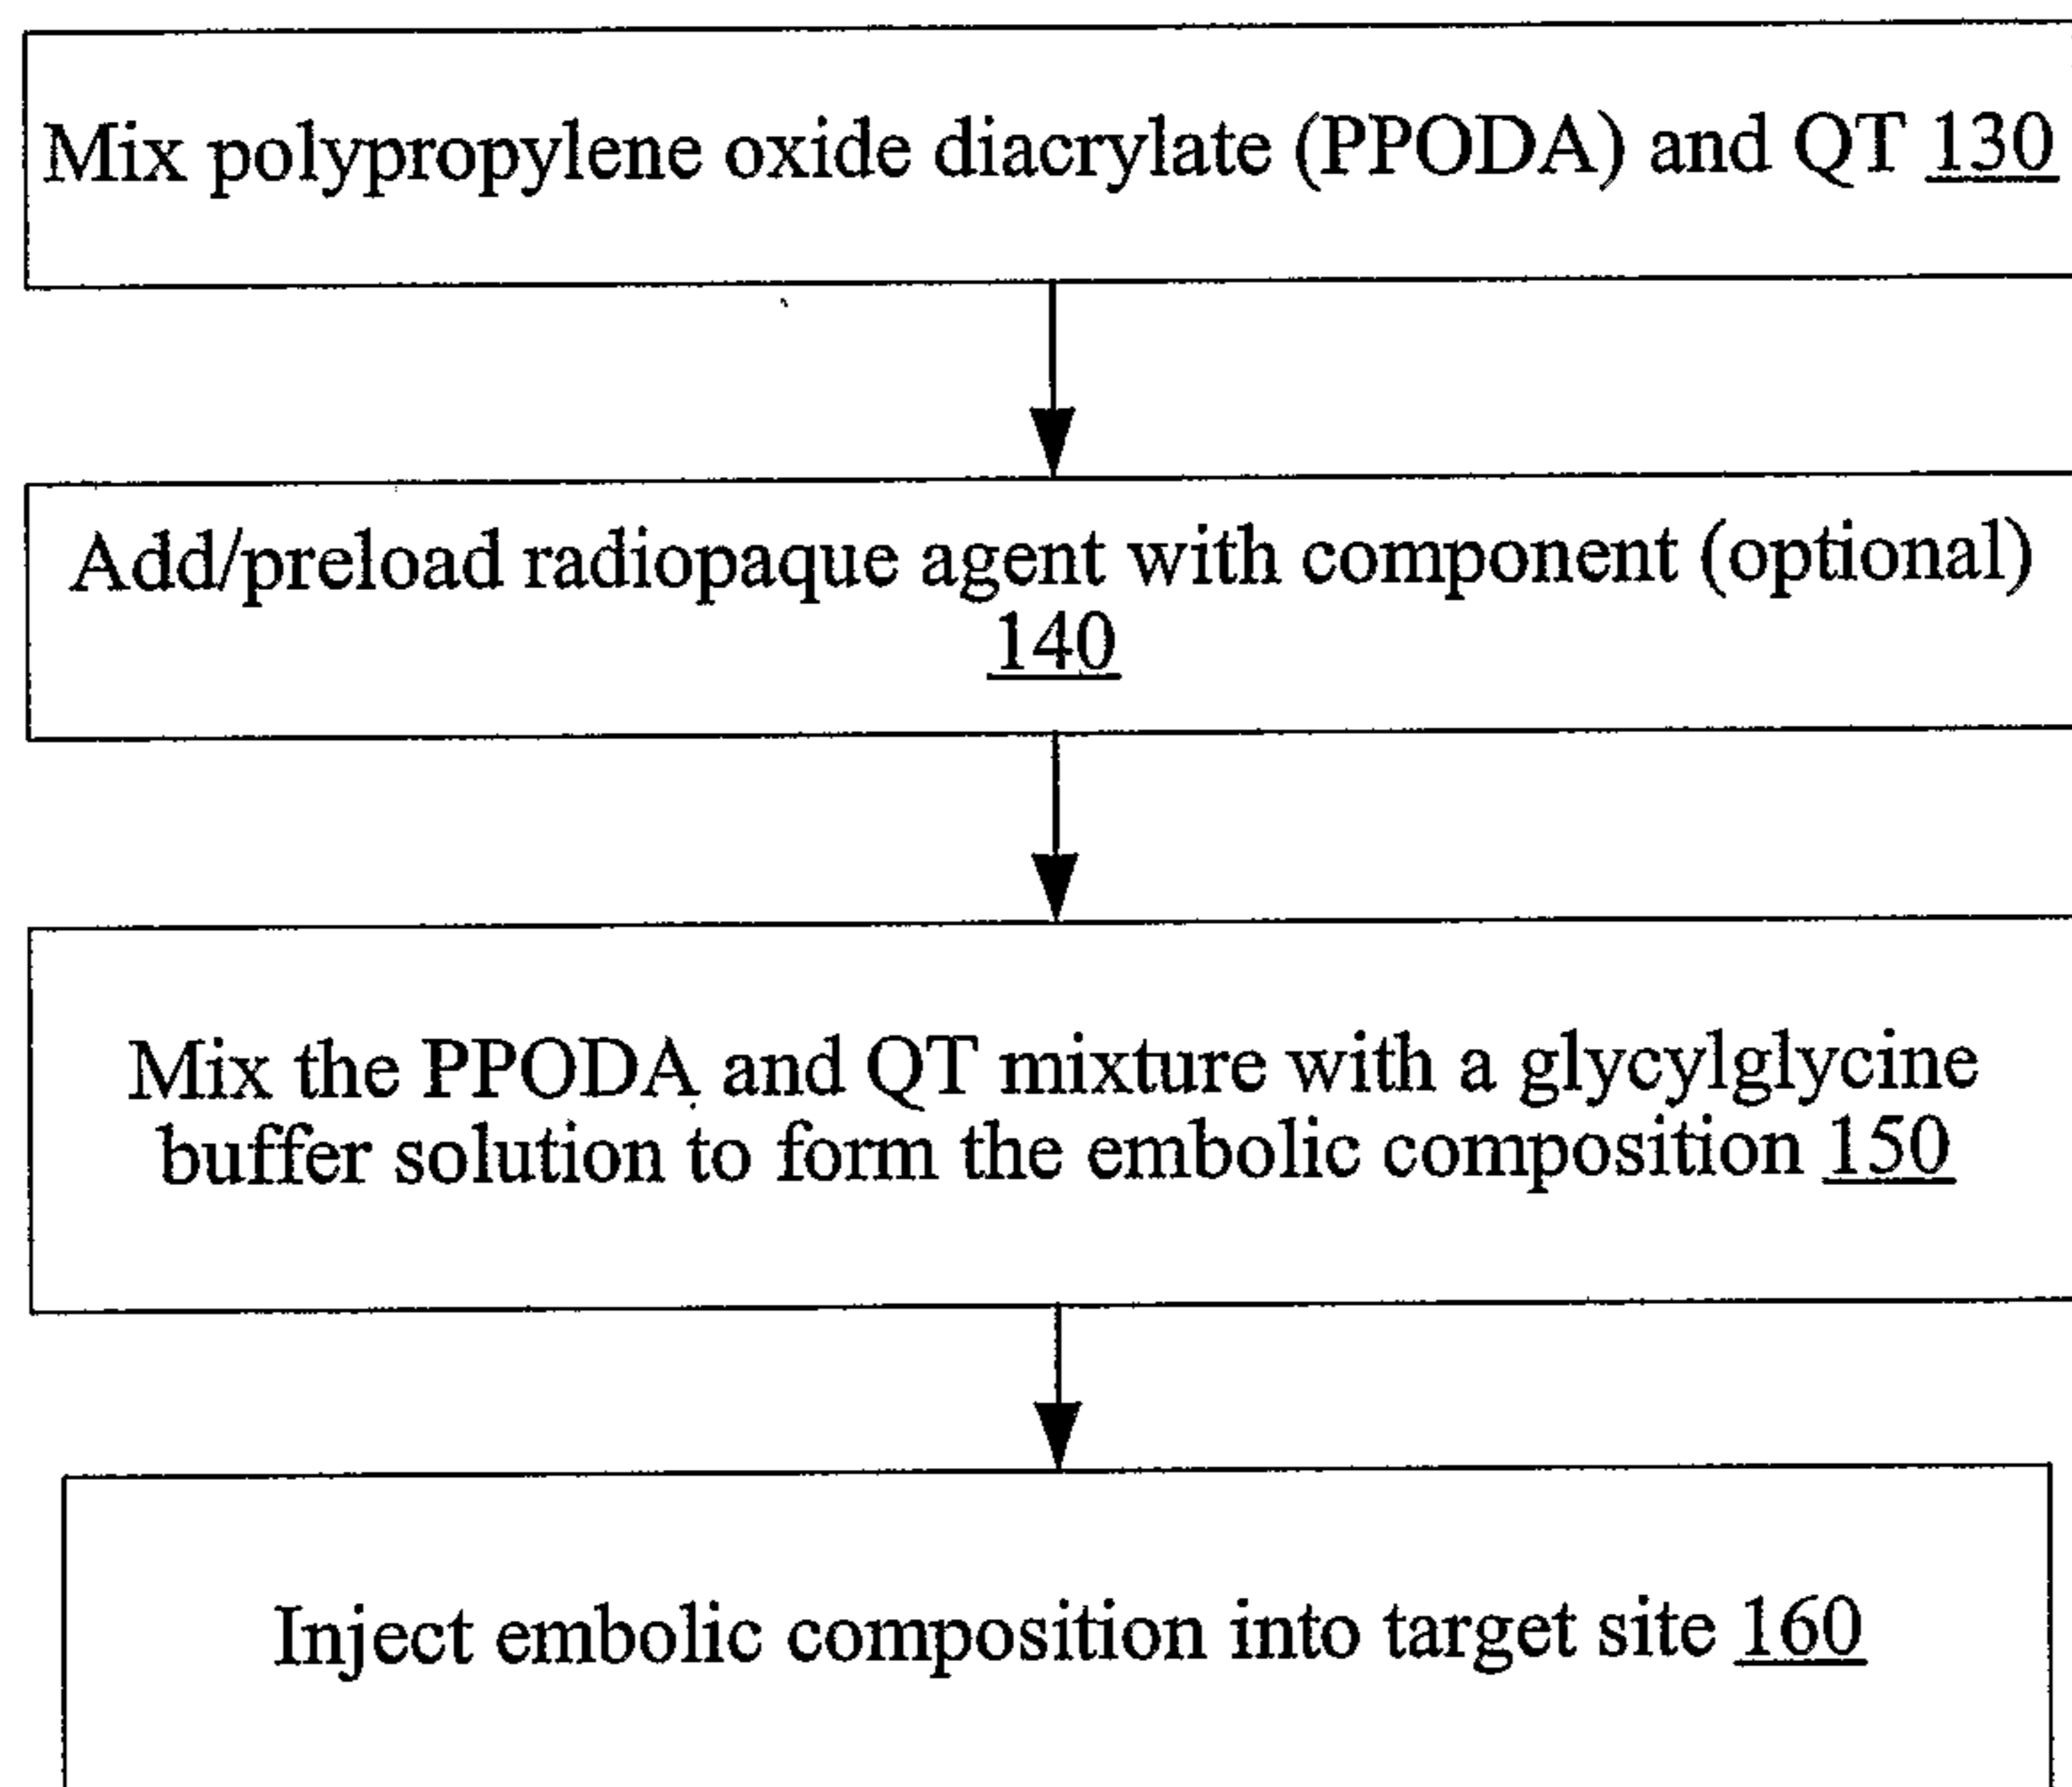 Mix polypropylene oxide diacrylate (PPODA) and QT 130
Add/preload radiopaque agent with component (optional)
140
Mix the PPODA and QT mixture with a glycylglycine
buffer solution to form the embolic composition 150
Inject embolic composition into target site 160